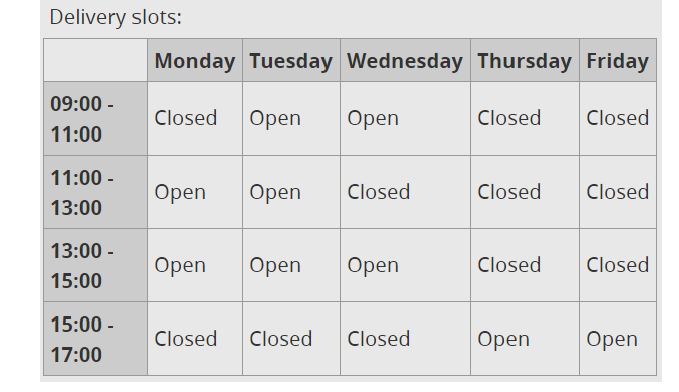 Delivery slots:
Monday Tuesday Wednesday Thursday Friday
09:00 -
11:00 Closed Open Open Closed Closed
11:00 -
13:00 Open Open Closed Closed Closed
13:00 -
15:00 Open Open Open Closed Closed
15:00 -
17:00 Closed Closed Closed Open Open